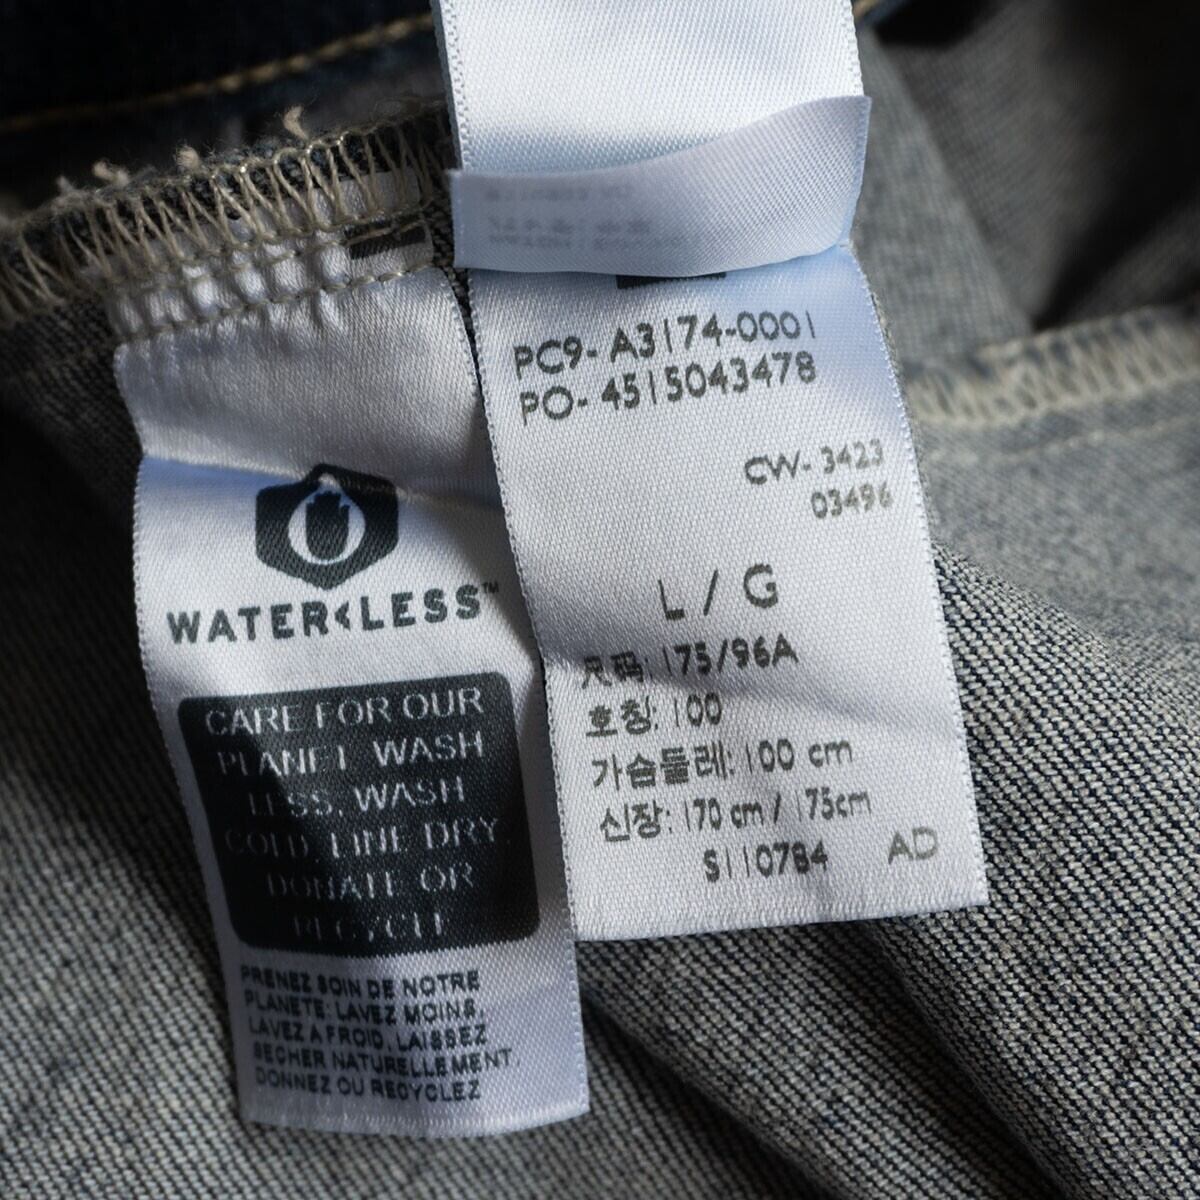 WATER<LESS™
CARE FOR OUR
PLANET. WASH
LESS, WASH
COLD, LINE DRY,
DONATE OR
RECYCLE
PRENEZ SOIN DE NOTRE
PLANETE: LAVEZ MOINS,
LAVEZ A FROID, LAISSEZ
SECHER NATURELLEMENT,
DONNEZ OU RECYCLEZ
PC9- A3174-0001
PO- 4515043478
CW- 3423
03496
L / G
尺码: 175/96A
호칭: 100
가슴둘레: 100 cm
신장: 170 cm / 175cm
S110784 AD